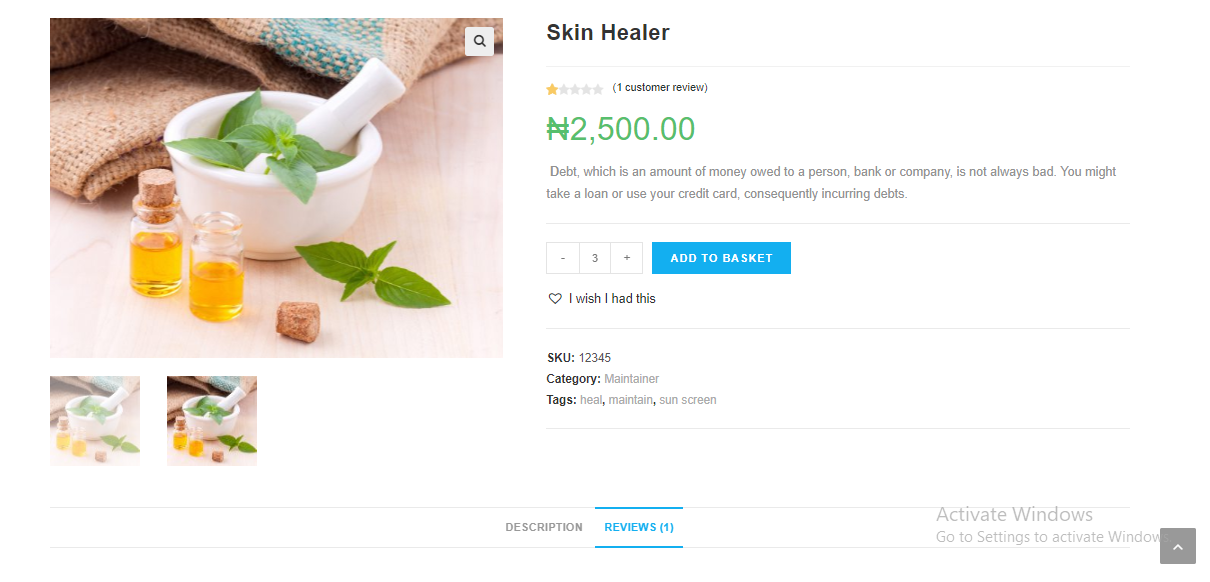 Skin Healer
(1 customer review)
₦2,500.00
Debt, which is an amount of money owed to a person, bank or company, is not always bad. You might
take a loan or use your credit card, consequently incurring debts.
- 3 + ADD TO BASKET
I wish I had this
SKU: 12345
Category: Maintainer
Tags: heal, maintain, sun screen
DESCRIPTION REVIEWS (1)
Activate Windows
Go to Settings to activate Windows.